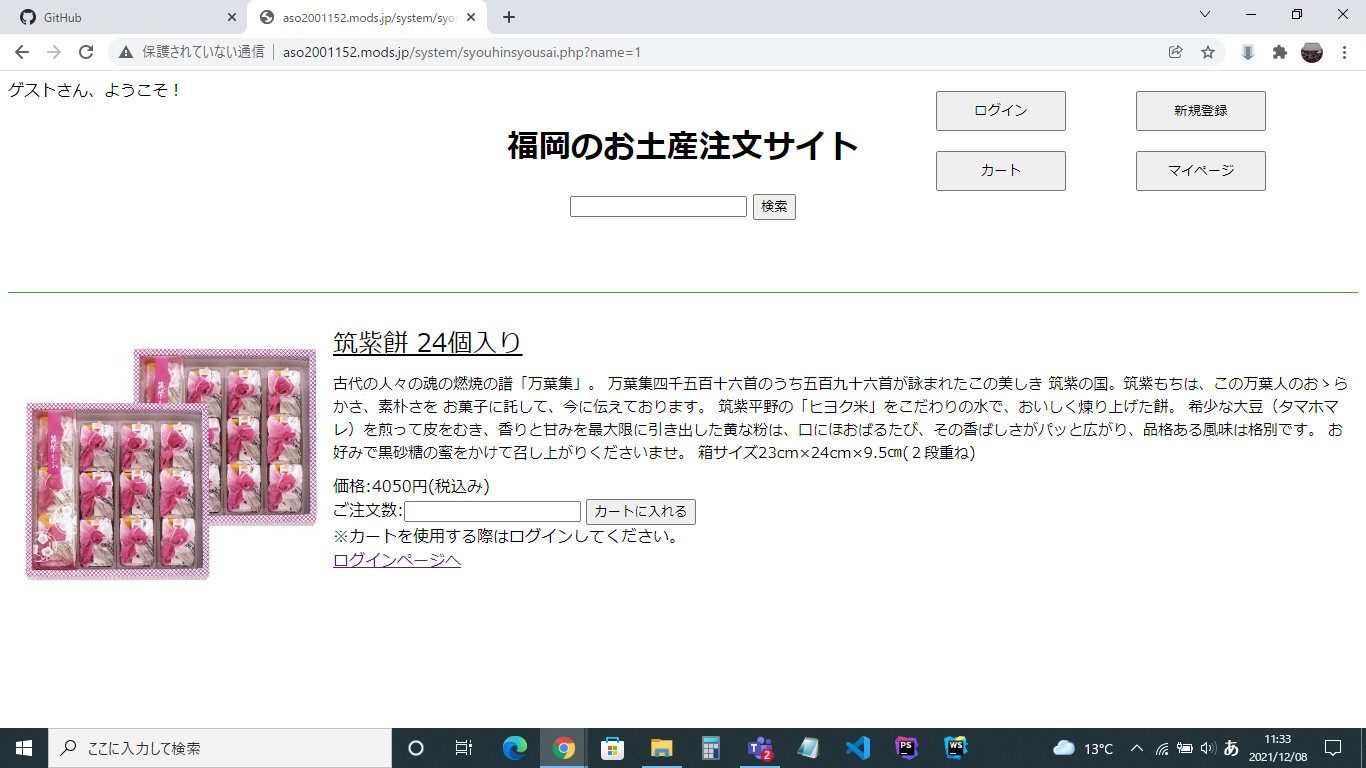 GitHub
aso2001152.mods.jp/system/syo
保護されていない通信
aso2001152.mods.jp/system/syouhinsyousai.php?name=1
ゲストさん、ようこそ！
ログイン
新規登録
福岡のお土産注文サイト
カート
マイページ
検索
筑紫餅 24個入り
古代の人々の魂の燃焼の譜「万葉集」。 万葉集四千五百十六首のうち五百九十六首が詠まれたこの美しき 筑紫の国。筑紫もちは、この万葉人のおゝら
かさ、素朴さを お菓子に託して、今に伝えております。 筑紫平野の「ヒヨク米」をこだわりの水で、おいしく煉り上げた餅。 希少な大豆（タマホマ
レ）を煎って皮をむき、香りと甘みを最大限に引き出した黄な粉は、口にほおばるたび、その香ばしさがパッと広がり、品格ある風味は格別です。 お
好みで黒砂糖の蜜をかけて召し上がりくださいませ。 箱サイズ23cm×24cm×9.5㎝(２段重ね)
価格:4050円(税込み)
ご注文数:
カートに入れる
※カートを使用する際はログインしてください。
ログインページへ
ここに入力して検索
2
PS
WS
13°C
あ
11:33
2021/12/08